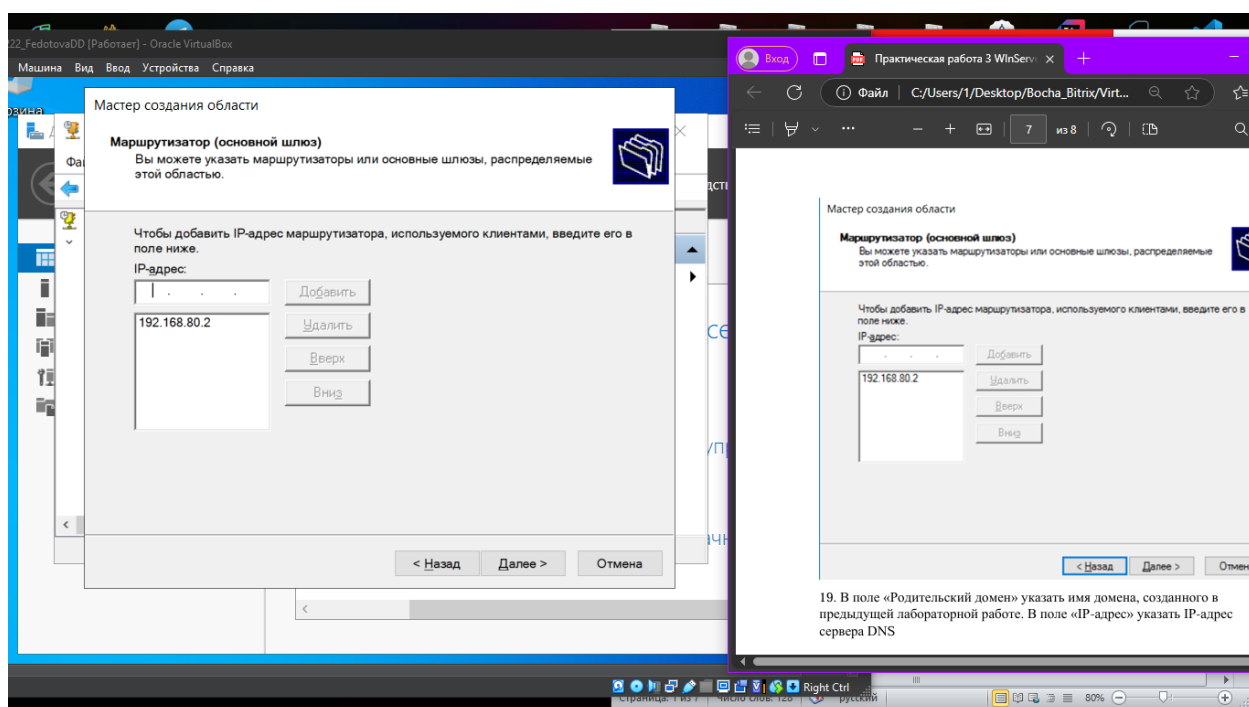 222_FedotovaDD [Работает] - Oracle VirtualBox
Машина Вид Ввод Устройства Справка
Мастер создания области
Маршрутизатор (основной шлюз)
Вы можете указать маршрутизаторы или основные шлюзы, распределяемые
этой областью.
Чтобы добавить IP-адрес маршрутизатора, используемого клиентами, введите его в
поле ниже.
IP-адрес:
. . .
Добавить
192.168.80.2
Удалить
Вверх
Вниз
< Назад
Далее >
Отмена
Right Ctrl
Вход
Практическая работа 3 WInServ
Файл
C:/Users/1/Desktop/Bocha_Bitrix/Virt...
7 из 8
Мастер создания области
Маршрутизатор (основной шлюз)
Вы можете указать маршрутизаторы или основные шлюзы, распределяемые
этой областью.
Чтобы добавить IP-адрес маршрутизатора, используемого клиентами, введите его в
поле ниже.
IP-адрес:
. . .
Добавить
192.168.80.2
Удалить
Вверх
Вниз
< Назад
Далее >
19. В поле «Родительский домен» указать имя домена, созданного в
предыдущей лабораторной работе. В поле «IP-адрес» указать IP-адрес
сервера DNS
80%